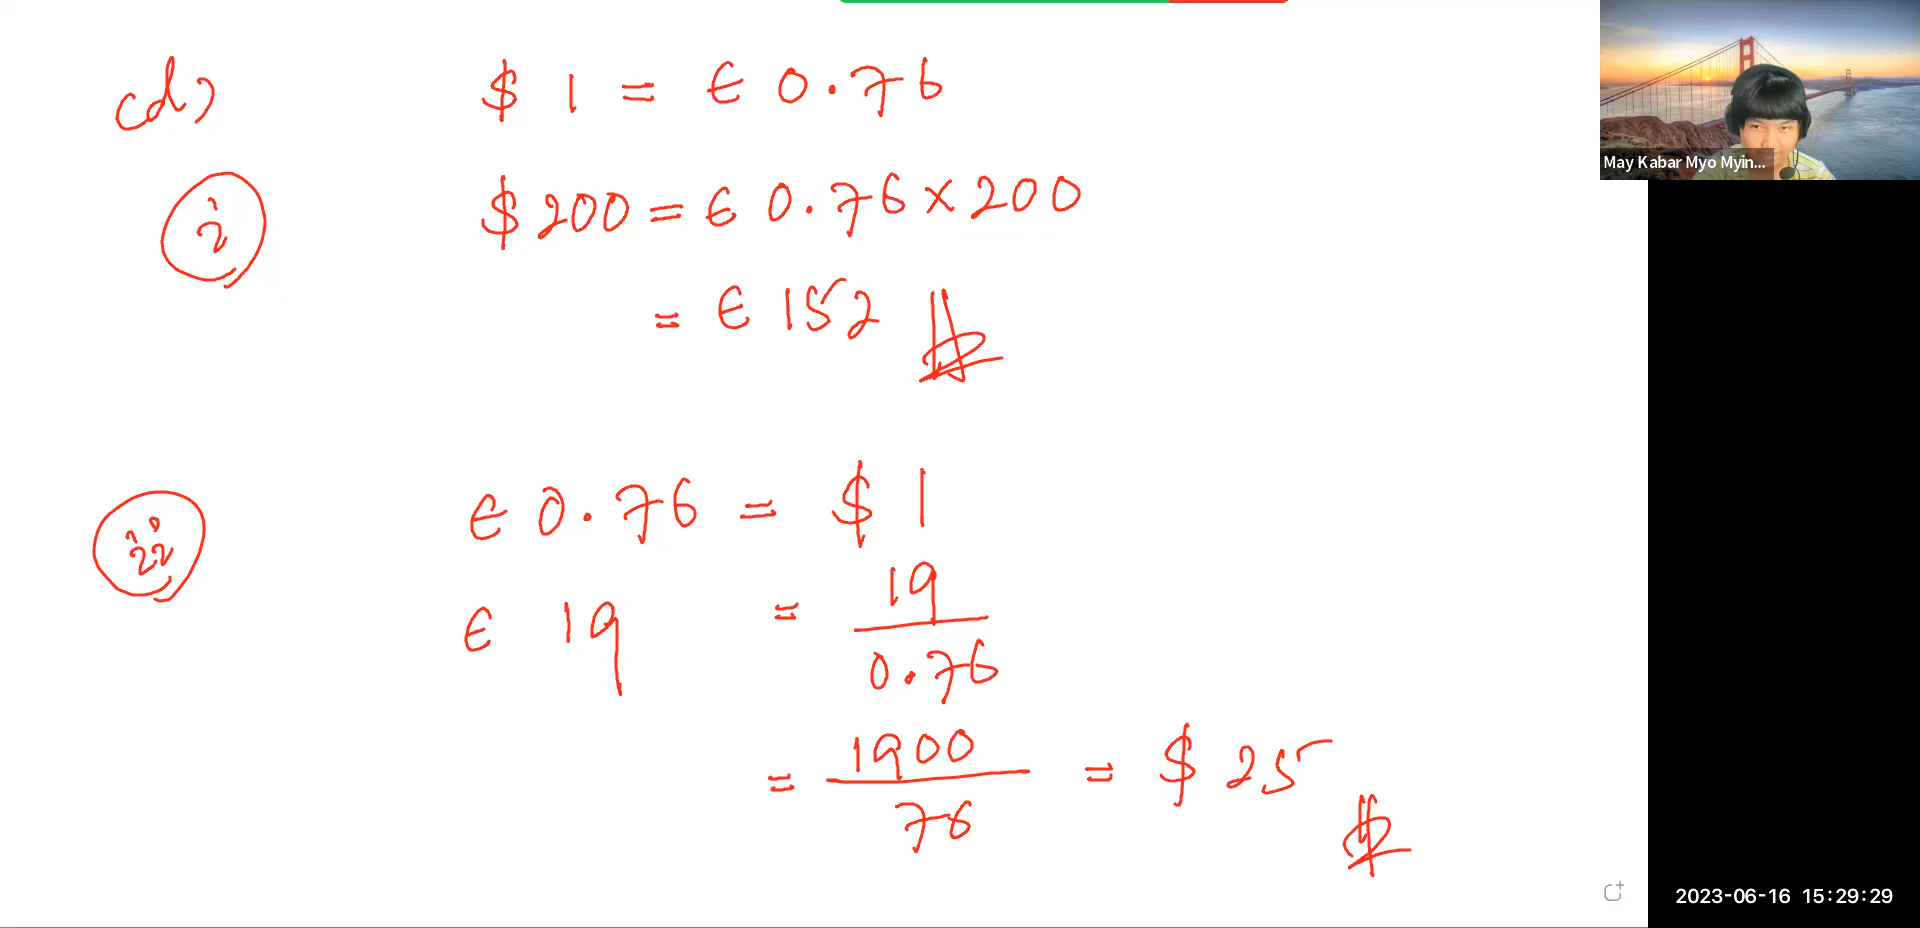 (d) $ 1 = € 0.76
i $ 200 = € 0.76 × 200
= € 152
ii € 0.76 = $ 1
€ 19 = 19/0.76
= 1900/76 = $ 25
May Kabar Myo Myin...
2023-06-16 15:29:29